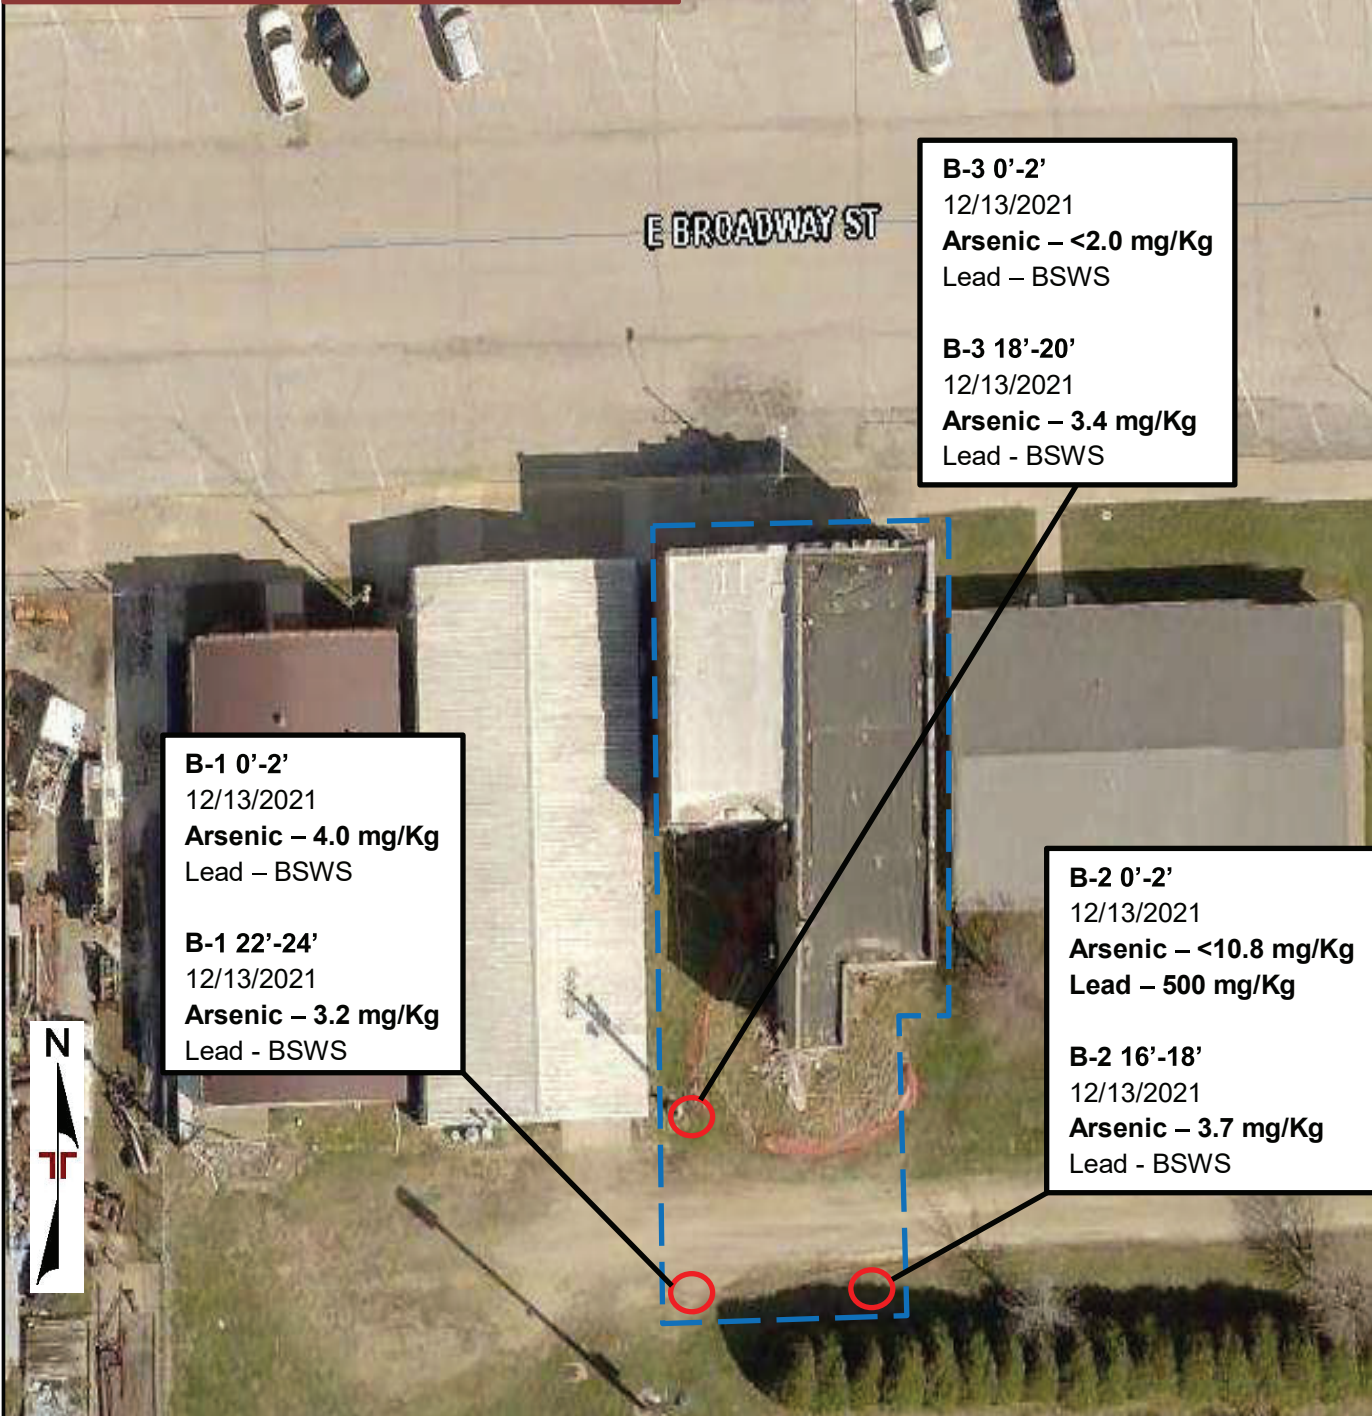 E BROADWAY ST
B-3 0’-2’
12/13/2021
Arsenic – <2.0 mg/Kg
Lead – BSWS
B-3 18’-20’
12/13/2021
Arsenic – 3.4 mg/Kg
Lead - BSWS
B-1 0’-2’
12/13/2021
Arsenic – 4.0 mg/Kg
Lead – BSWS
B-1 22’-24’
12/13/2021
Arsenic – 3.2 mg/Kg
Lead - BSWS
B-2 0’-2’
12/13/2021
Arsenic – <10.8 mg/Kg
Lead – 500 mg/Kg
B-2 16’-18’
12/13/2021
Arsenic – 3.7 mg/Kg
Lead - BSWS
N